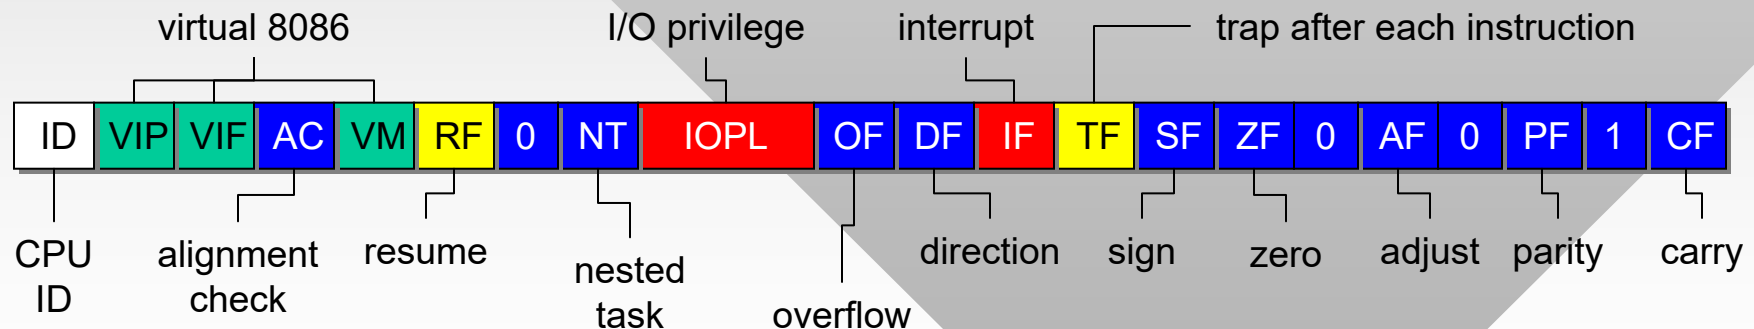 virtual 8086
I/O privilege
interrupt
trap after each instruction
ID VIP VIF AC VM RF 0 NT IOPL OF DF IF TF SF ZF 0 AF 0 PF 1 CF
CPU
ID
alignment
check
resume
nested
task
overflow
direction
sign
zero
adjust
parity
carry